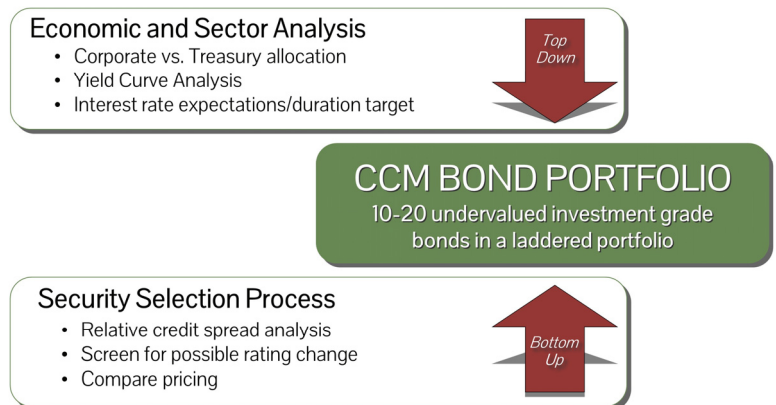 Economic and Sector Analysis
• Corporate vs. Treasury allocation
• Yield Curve Analysis
• Interest rate expectations/duration target
Top
Down
CCM BOND PORTFOLIO
10-20 undervalued investment grade
bonds in a laddered portfolio
Security Selection Process
• Relative credit spread analysis
• Screen for possible rating change
• Compare pricing
Bottom
Up